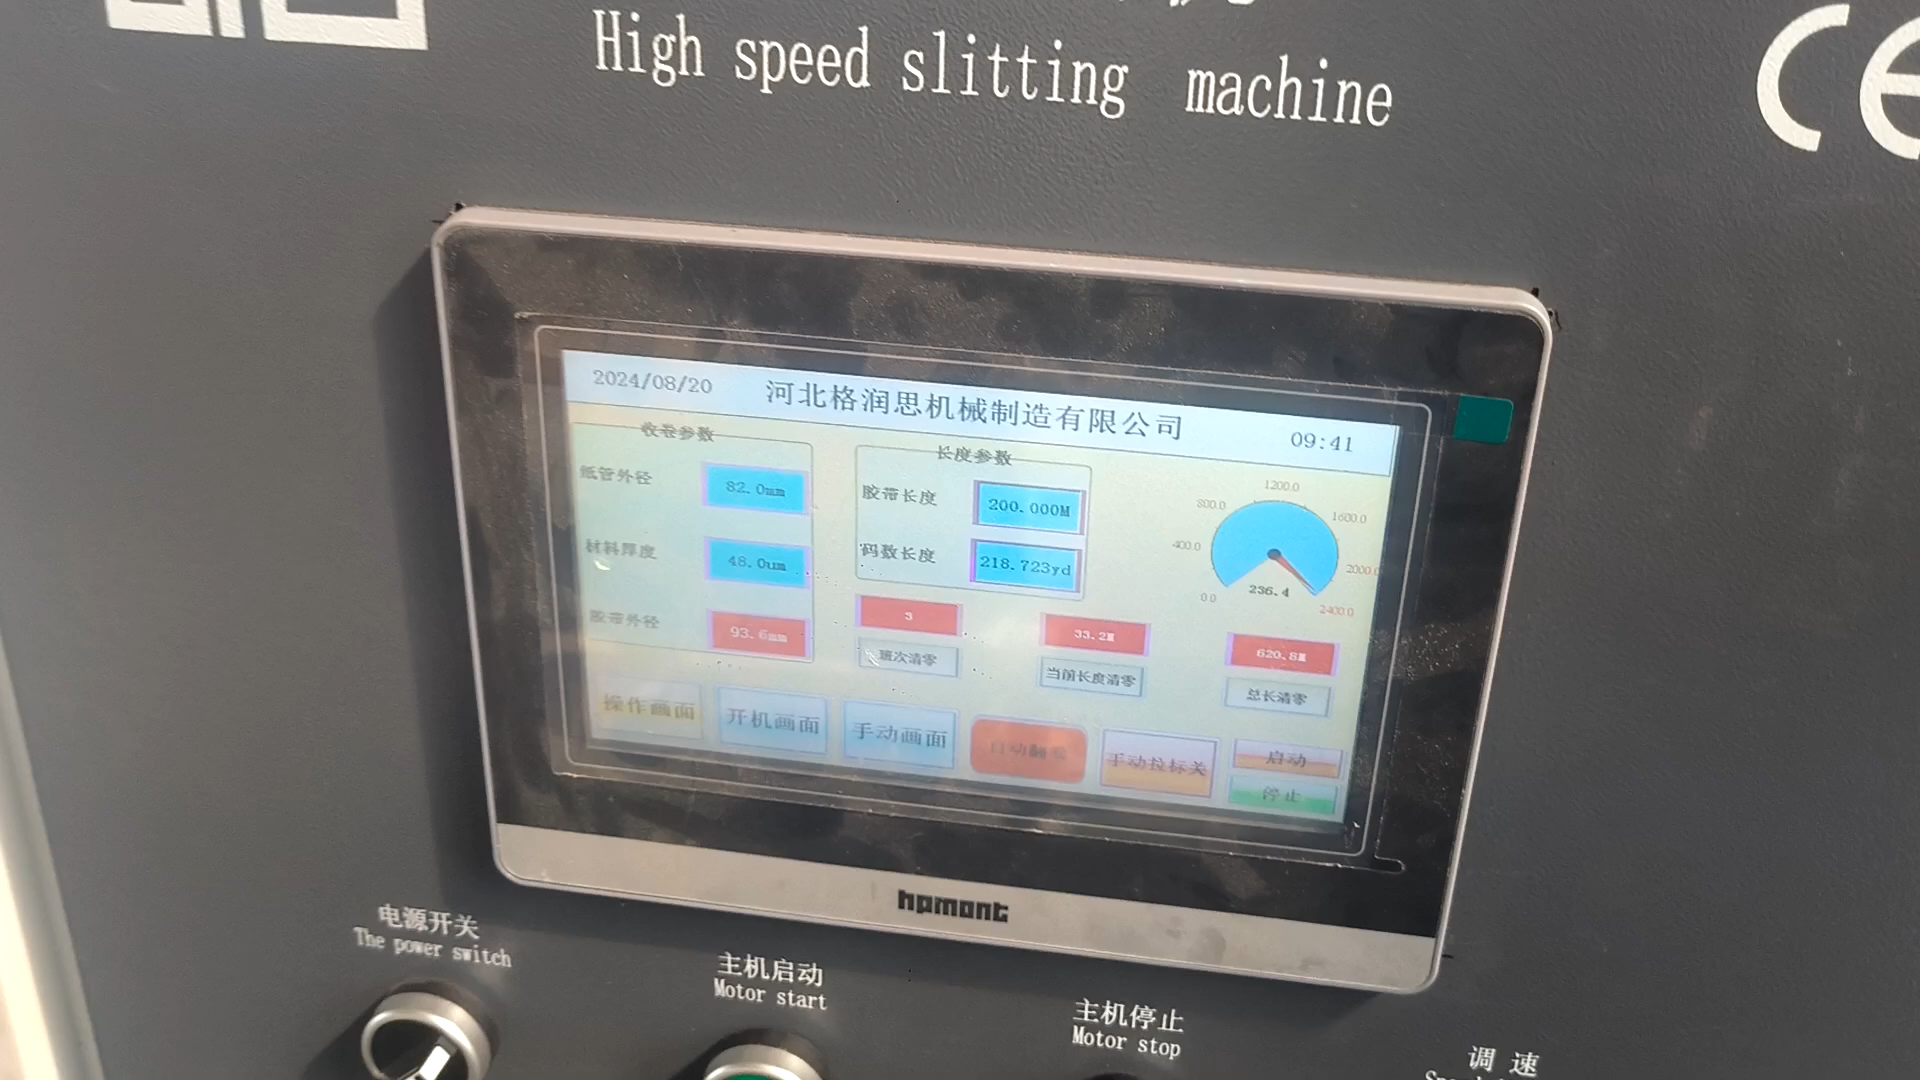 High speed slitting machine
CE
2024/08/20 河北格润思机械制造有限公司 09:41
收卷参数
纸管外径 82.0mm
材料厚度 48.0um
胶带外径 93.6mm
长度参数
胶带长度 200.000M
码数长度 218.723yd
0.0 400.0 800.0 1200.0 1600.0 2000.0 2400.0
236.4
3 33.2M 620.8M
班次清零 当前长度清零 总长清零
操作画面 开机画面 手动画面 自动翻 手动拉标关 启动
停止
hpmont
电源开关
The power switch
主机启动
Motor start
主机停止
Motor stop
调速